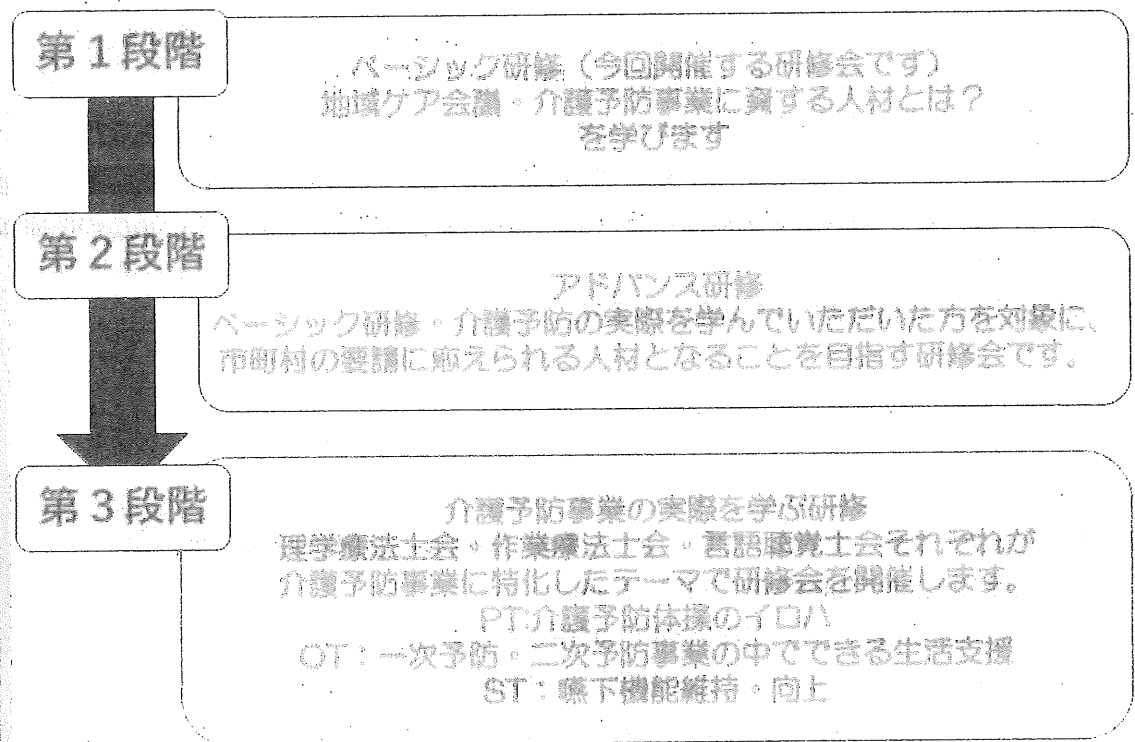 第1段階
ベーシック研修（今回開催する研修会です）
地域ケア会議・介護予防事業に資する人材とは？
を学びます
第2段階
アドバンス研修
ベーシック研修・介護予防の実際を学んでいただいた方を対象に、
市町村の要請に応えられる人材となることを目指す研修会です。
第3段階
介護予防事業の実際を学ぶ研修
理学療法士会・作業療法士会・言語聴覚士会それぞれが
介護予防事業に特化したテーマで研修会を開催します。
PT:介護予防体操のイロハ
OT：一次予防・二次予防事業の中でできる生活支援
ST：嚥下機能維持・向上